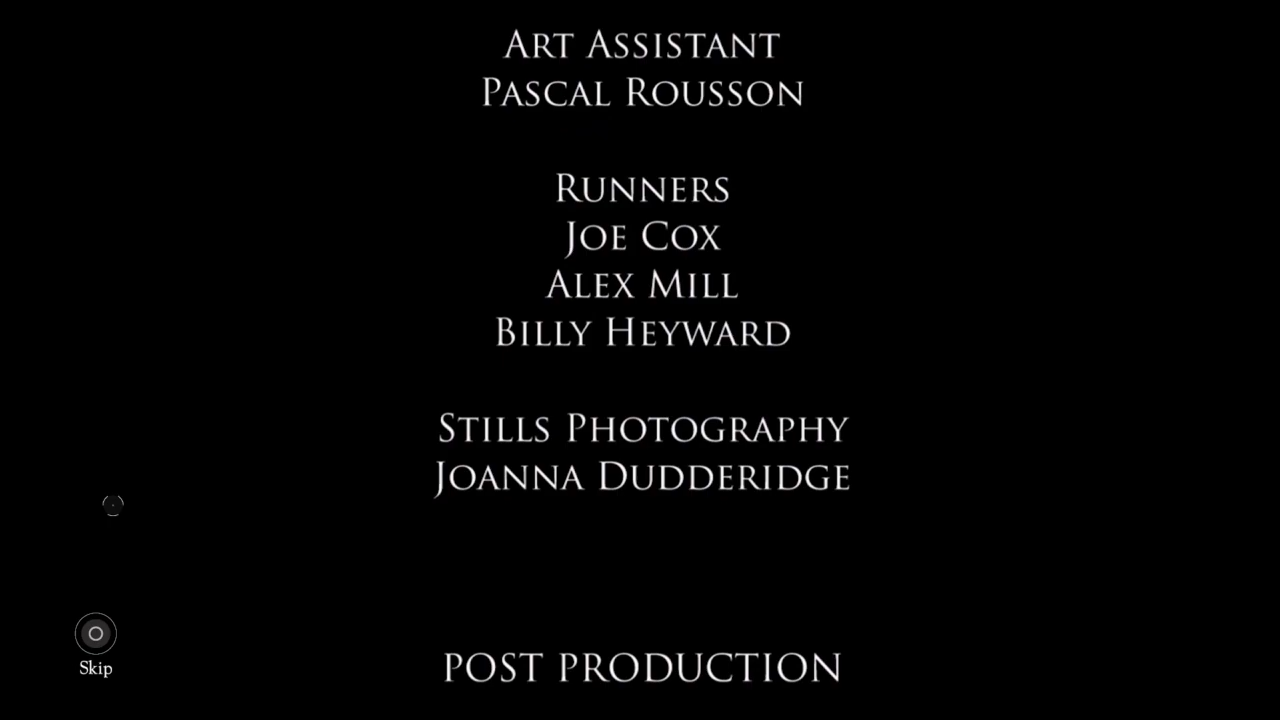 Art Assistant
Pascal Rousson
Runners
Joe Cox
Alex Mill
Billy Heyward
Stills Photography
Joanna Dudderidge
Skip
POST PRODUCTION